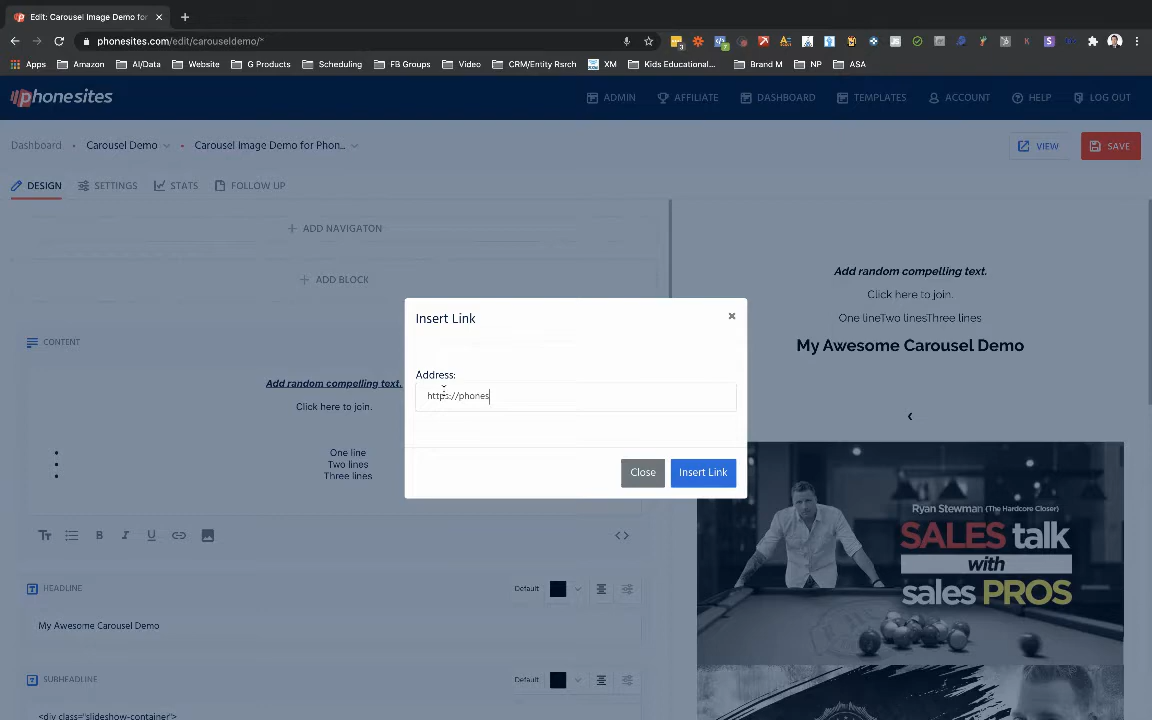 Edit: Carousel Image Demo for
phonesites.com/edit/carouseldemo/*
Apps
Amazon
AI/Data
Website
G Products
Scheduling
FB Groups
Video
CRM/Entity Rsrch
XM
Kids Educational...
Brand M
NP
ASA
phonesites
ADMIN
AFFILIATE
DASHBOARD
TEMPLATES
ACCOUNT
HELP
LOG OUT
Dashboard
Carousel Demo
Carousel Image Demo for Phon...
VIEW
SAVE
DESIGN
SETTINGS
STATS
FOLLOW UP
ADD NAVIGATON
ADD BLOCK
CONTENT
Add random compelling text.
Click here to join.
One line
Two lines
Three lines
Insert Link
Address:
https://phones
Close
Insert Link
HEADLINE
Default
My Awesome Carousel Demo
SUBHEADLINE
Default
<div class="slideshow-container">
Add random compelling text.
Click here to join.
One lineTwo linesThree lines
My Awesome Carousel Demo
Ryan Stewman (The Hardcore Closer)
SALES talk
with
sales PROS